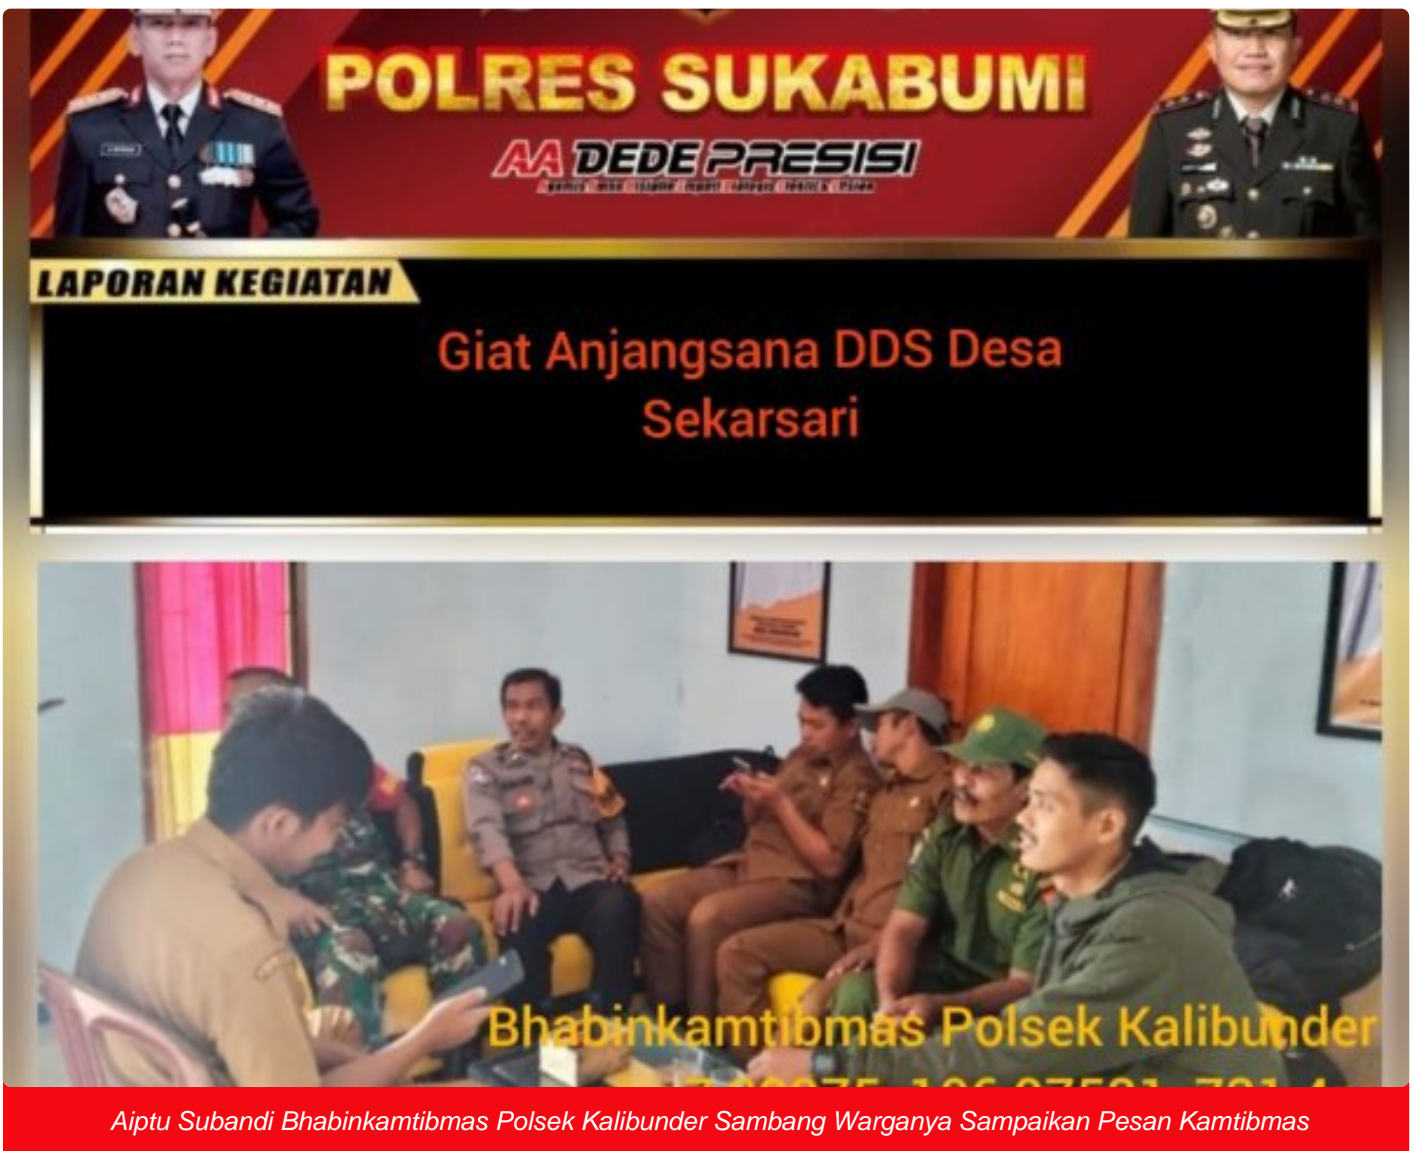 POLRES SUKABUMI
AA DEDE PRESISI
LAPORAN KEGIATAN
Giat Anjangsana DDS Desa
Sekarsari
Bhabinkamtibmas Polsek Kalibunder
Aiptu Subandi Bhabinkamtibmas Polsek Kalibunder Sambang Warganya Sampaikan Pesan Kamtibmas